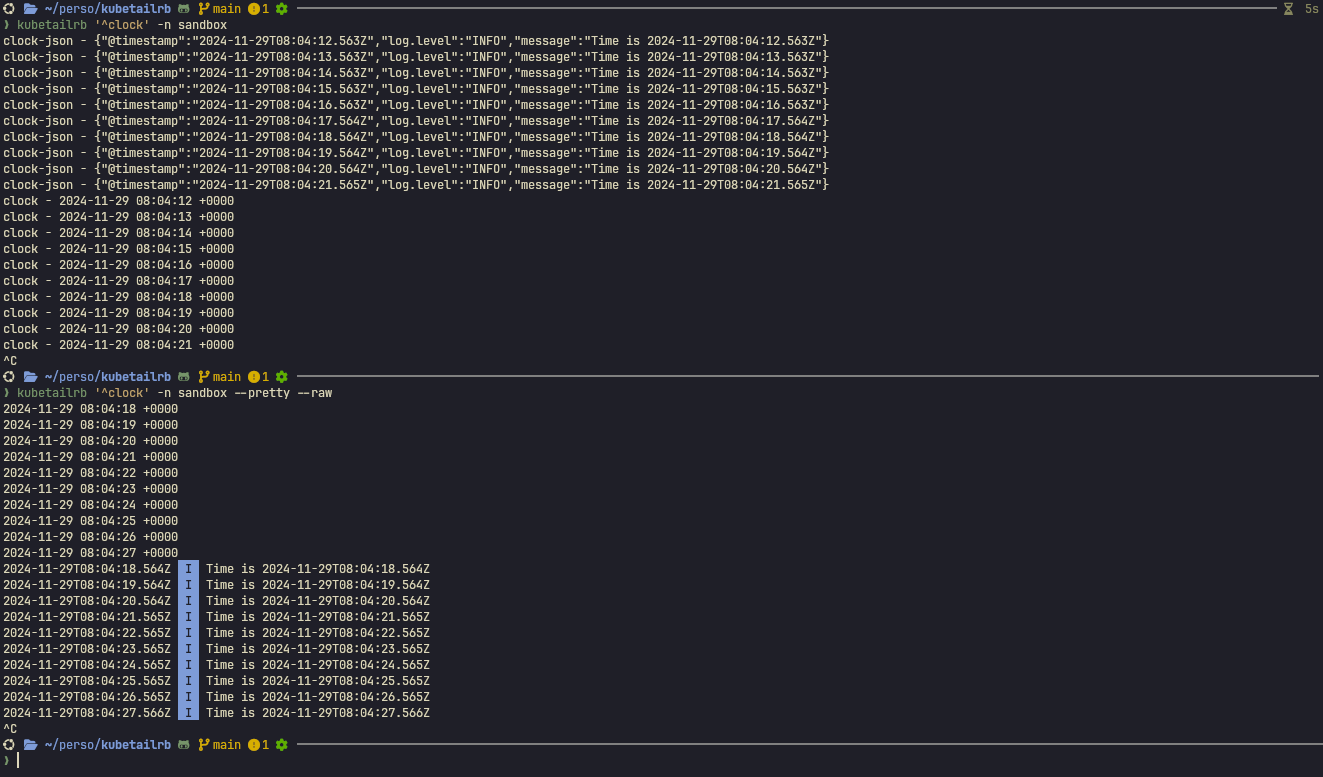 ~/perso/kubetailrb main 1 5s
❯ kubetailrb '^clock' -n sandbox
clock-json - {"@timestamp":"2024-11-29T08:04:12.563Z","log.level":"INFO","message":"Time is 2024-11-29T08:04:12.563Z"}
clock-json - {"@timestamp":"2024-11-29T08:04:13.563Z","log.level":"INFO","message":"Time is 2024-11-29T08:04:13.563Z"}
clock-json - {"@timestamp":"2024-11-29T08:04:14.563Z","log.level":"INFO","message":"Time is 2024-11-29T08:04:14.563Z"}
clock-json - {"@timestamp":"2024-11-29T08:04:15.563Z","log.level":"INFO","message":"Time is 2024-11-29T08:04:15.563Z"}
clock-json - {"@timestamp":"2024-11-29T08:04:16.563Z","log.level":"INFO","message":"Time is 2024-11-29T08:04:16.563Z"}
clock-json - {"@timestamp":"2024-11-29T08:04:17.564Z","log.level":"INFO","message":"Time is 2024-11-29T08:04:17.564Z"}
clock-json - {"@timestamp":"2024-11-29T08:04:18.564Z","log.level":"INFO","message":"Time is 2024-11-29T08:04:18.564Z"}
clock-json - {"@timestamp":"2024-11-29T08:04:19.564Z","log.level":"INFO","message":"Time is 2024-11-29T08:04:19.564Z"}
clock-json - {"@timestamp":"2024-11-29T08:04:20.564Z","log.level":"INFO","message":"Time is 2024-11-29T08:04:20.564Z"}
clock-json - {"@timestamp":"2024-11-29T08:04:21.565Z","log.level":"INFO","message":"Time is 2024-11-29T08:04:21.565Z"}
clock - 2024-11-29 08:04:12 +0000
clock - 2024-11-29 08:04:13 +0000
clock - 2024-11-29 08:04:14 +0000
clock - 2024-11-29 08:04:15 +0000
clock - 2024-11-29 08:04:16 +0000
clock - 2024-11-29 08:04:17 +0000
clock - 2024-11-29 08:04:18 +0000
clock - 2024-11-29 08:04:19 +0000
clock - 2024-11-29 08:04:20 +0000
clock - 2024-11-29 08:04:21 +0000
^C
~/perso/kubetailrb main 1
❯ kubetailrb '^clock' -n sandbox --pretty --raw
2024-11-29 08:04:18 +0000
2024-11-29 08:04:19 +0000
2024-11-29 08:04:20 +0000
2024-11-29 08:04:21 +0000
2024-11-29 08:04:22 +0000
2024-11-29 08:04:23 +0000
2024-11-29 08:04:24 +0000
2024-11-29 08:04:25 +0000
2024-11-29 08:04:26 +0000
2024-11-29 08:04:27 +0000
2024-11-29T08:04:18.564Z I Time is 2024-11-29T08:04:18.564Z
2024-11-29T08:04:19.564Z I Time is 2024-11-29T08:04:19.564Z
2024-11-29T08:04:20.564Z I Time is 2024-11-29T08:04:20.564Z
2024-11-29T08:04:21.565Z I Time is 2024-11-29T08:04:21.565Z
2024-11-29T08:04:22.565Z I Time is 2024-11-29T08:04:22.565Z
2024-11-29T08:04:23.565Z I Time is 2024-11-29T08:04:23.565Z
2024-11-29T08:04:24.565Z I Time is 2024-11-29T08:04:24.565Z
2024-11-29T08:04:25.565Z I Time is 2024-11-29T08:04:25.565Z
2024-11-29T08:04:26.565Z I Time is 2024-11-29T08:04:26.565Z
2024-11-29T08:04:27.566Z I Time is 2024-11-29T08:04:27.566Z
^C
~/perso/kubetailrb main 1
❯